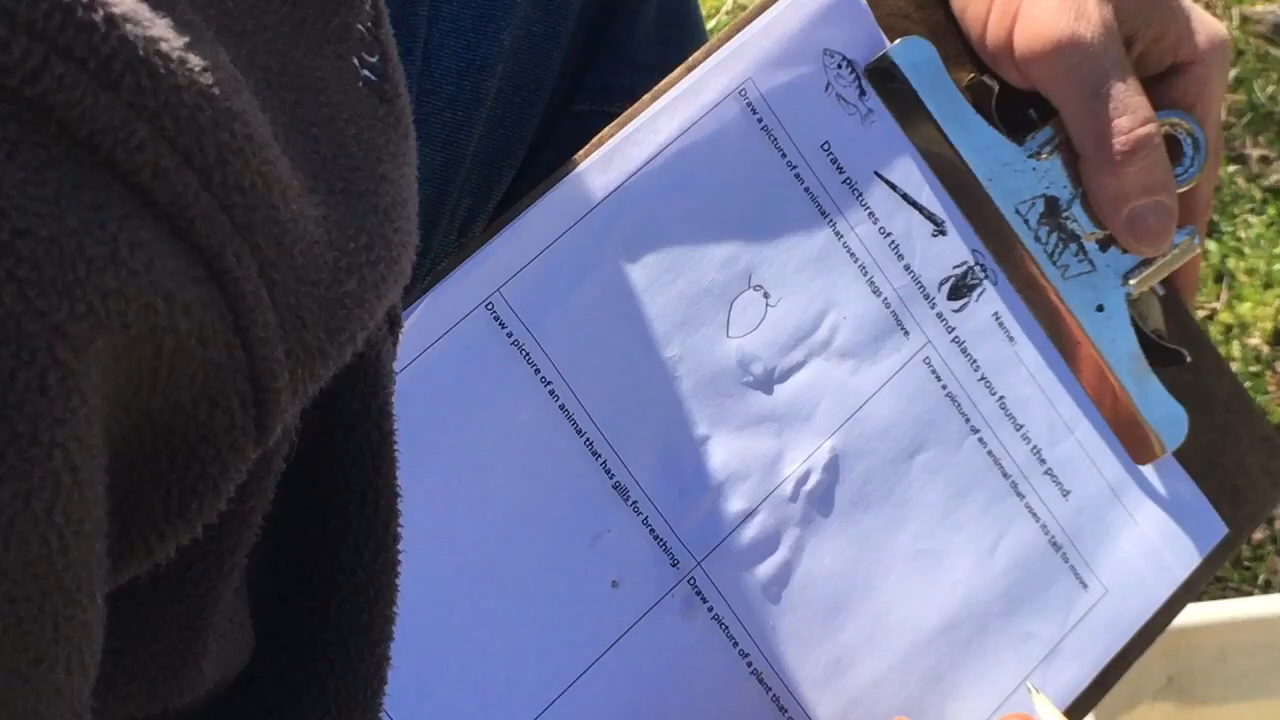 Name:
Draw pictures of the animals and plants you found in the pond.
Draw a picture of an animal that uses its legs to move.
Draw a picture of an animal that uses its tail to move.
Draw a picture of an animal that has gills for breathing.
Draw a picture of a plant that